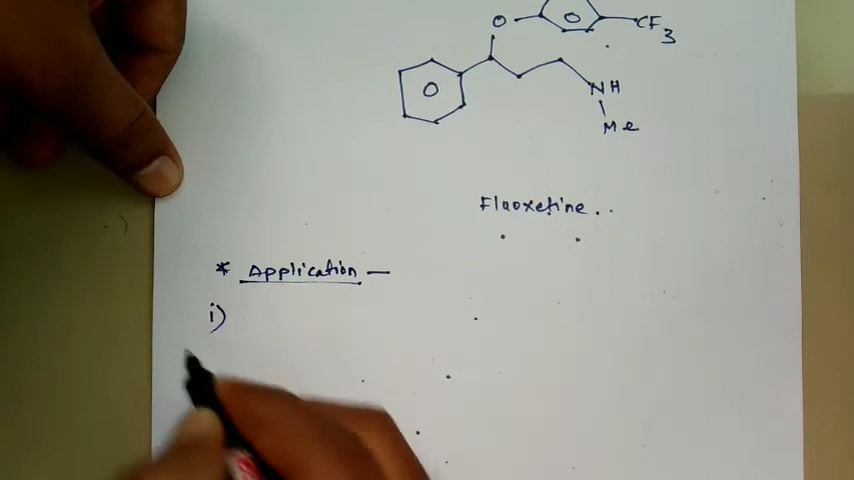 O CF3
NH
Me
Fluoxetine..
* Application —
i)